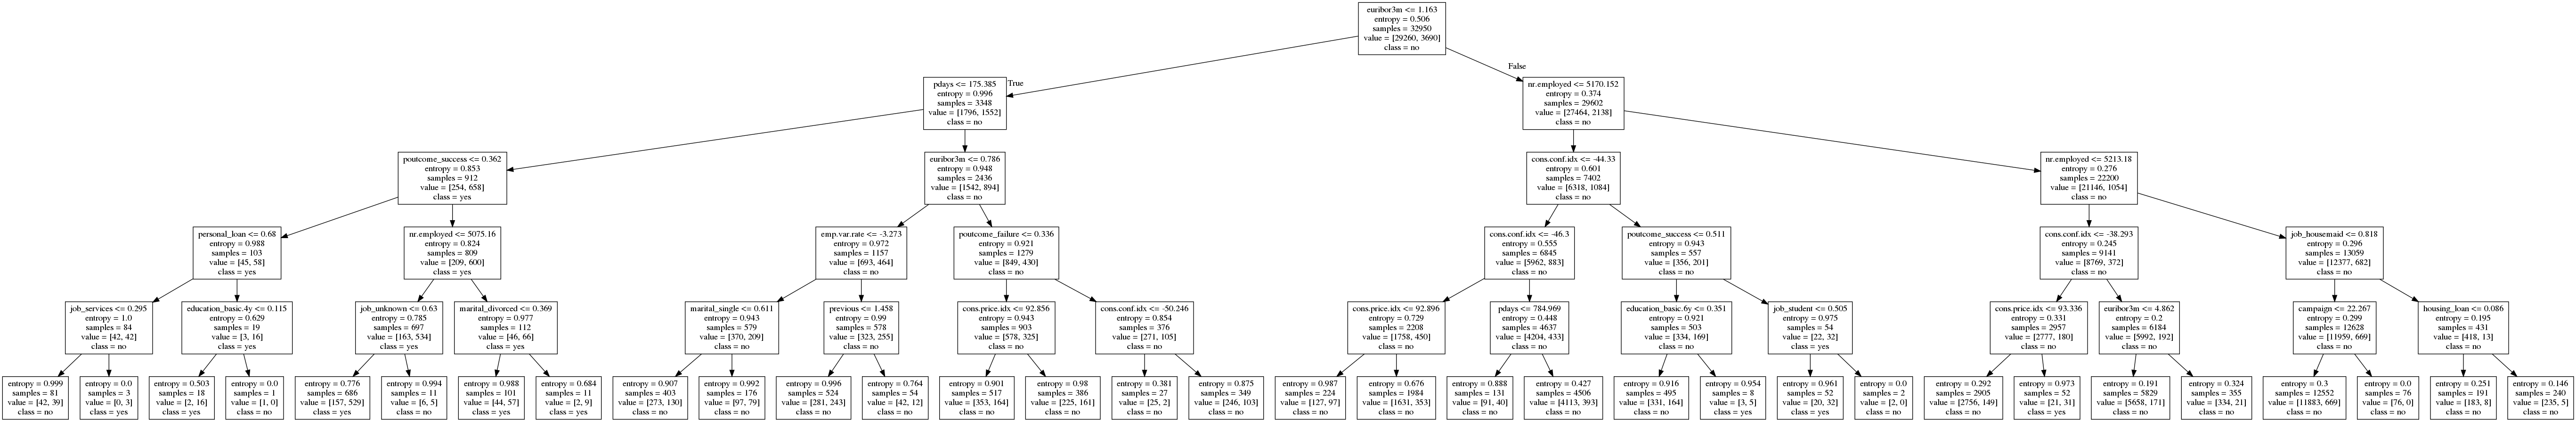 euribor3m <= 1.163
entropy = 0.506
samples = 32950
value = [29260, 3690]
class = no
True
False
pdays <= 175.385
entropy = 0.996
samples = 3348
value = [1796, 1552]
class = no
nr.employed <= 5170.152
entropy = 0.374
samples = 29602
value = [27464, 2138]
class = no
poutcome_success <= 0.362
entropy = 0.853
samples = 912
value = [254, 658]
class = yes
euribor3m <= 0.786
entropy = 0.948
samples = 2436
value = [1542, 894]
class = no
cons.conf.idx <= -44.33
entropy = 0.601
samples = 7402
value = [6318, 1084]
class = no
nr.employed <= 5213.18
entropy = 0.276
samples = 22200
value = [21146, 1054]
class = no
personal_loan <= 0.68
entropy = 0.988
samples = 103
value = [45, 58]
class = yes
nr.employed <= 5075.16
entropy = 0.824
samples = 809
value = [209, 600]
class = yes
emp.var.rate <= -3.273
entropy = 0.972
samples = 1157
value = [693, 464]
class = no
poutcome_failure <= 0.336
entropy = 0.921
samples = 1279
value = [849, 430]
class = no
cons.conf.idx <= -46.3
entropy = 0.555
samples = 6845
value = [5962, 883]
class = no
poutcome_success <= 0.511
entropy = 0.943
samples = 557
value = [356, 201]
class = no
cons.conf.idx <= -38.293
entropy = 0.245
samples = 9141
value = [8769, 372]
class = no
job_housemaid <= 0.818
entropy = 0.296
samples = 13059
value = [12377, 682]
class = no
job_services <= 0.295
entropy = 1.0
samples = 84
value = [42, 42]
class = no
education_basic.4y <= 0.115
entropy = 0.629
samples = 19
value = [3, 16]
class = yes
job_unknown <= 0.63
entropy = 0.785
samples = 697
value = [163, 534]
class = yes
marital_divorced <= 0.369
entropy = 0.977
samples = 112
value = [46, 66]
class = yes
marital_single <= 0.611
entropy = 0.943
samples = 579
value = [370, 209]
class = no
previous <= 1.458
entropy = 0.99
samples = 578
value = [323, 255]
class = no
cons.price.idx <= 92.856
entropy = 0.943
samples = 903
value = [578, 325]
class = no
cons.conf.idx <= -50.246
entropy = 0.854
samples = 376
value = [271, 105]
class = no
cons.price.idx <= 92.896
entropy = 0.729
samples = 2208
value = [1758, 450]
class = no
pdays <= 784.969
entropy = 0.448
samples = 4637
value = [4204, 433]
class = no
education_basic.6y <= 0.351
entropy = 0.921
samples = 503
value = [334, 169]
class = no
job_student <= 0.505
entropy = 0.975
samples = 54
value = [22, 32]
class = yes
cons.price.idx <= 93.336
entropy = 0.331
samples = 2957
value = [2777, 180]
class = no
euribor3m <= 4.862
entropy = 0.2
samples = 6184
value = [5992, 192]
class = no
campaign <= 22.267
entropy = 0.299
samples = 12628
value = [11959, 669]
class = no
housing_loan <= 0.086
entropy = 0.195
samples = 431
value = [418, 13]
class = no
entropy = 0.999
samples = 81
value = [42, 39]
class = no
entropy = 0.0
samples = 3
value = [0, 3]
class = yes
entropy = 0.503
samples = 18
value = [2, 16]
class = yes
entropy = 0.0
samples = 1
value = [1, 0]
class = no
entropy = 0.776
samples = 686
value = [157, 529]
class = yes
entropy = 0.994
samples = 11
value = [6, 5]
class = no
entropy = 0.988
samples = 101
value = [44, 57]
class = yes
entropy = 0.684
samples = 11
value = [2, 9]
class = yes
entropy = 0.907
samples = 403
value = [273, 130]
class = no
entropy = 0.992
samples = 176
value = [97, 79]
class = no
entropy = 0.996
samples = 524
value = [281, 243]
class = no
entropy = 0.764
samples = 54
value = [42, 12]
class = no
entropy = 0.901
samples = 517
value = [353, 164]
class = no
entropy = 0.98
samples = 386
value = [225, 161]
class = no
entropy = 0.381
samples = 27
value = [25, 2]
class = no
entropy = 0.875
samples = 349
value = [246, 103]
class = no
entropy = 0.987
samples = 224
value = [127, 97]
class = no
entropy = 0.676
samples = 1984
value = [1631, 353]
class = no
entropy = 0.888
samples = 131
value = [91, 40]
class = no
entropy = 0.427
samples = 4506
value = [4113, 393]
class = no
entropy = 0.916
samples = 495
value = [331, 164]
class = no
entropy = 0.954
samples = 8
value = [3, 5]
class = yes
entropy = 0.961
samples = 52
value = [20, 32]
class = yes
entropy = 0.0
samples = 2
value = [2, 0]
class = no
entropy = 0.292
samples = 2905
value = [2756, 149]
class = no
entropy = 0.973
samples = 52
value = [21, 31]
class = yes
entropy = 0.191
samples = 5829
value = [5658, 171]
class = no
entropy = 0.324
samples = 355
value = [334, 21]
class = no
entropy = 0.3
samples = 12552
value = [11883, 669]
class = no
entropy = 0.0
samples = 76
value = [76, 0]
class = no
entropy = 0.251
samples = 191
value = [183, 8]
class = no
entropy = 0.146
samples = 240
value = [235, 5]
class = no